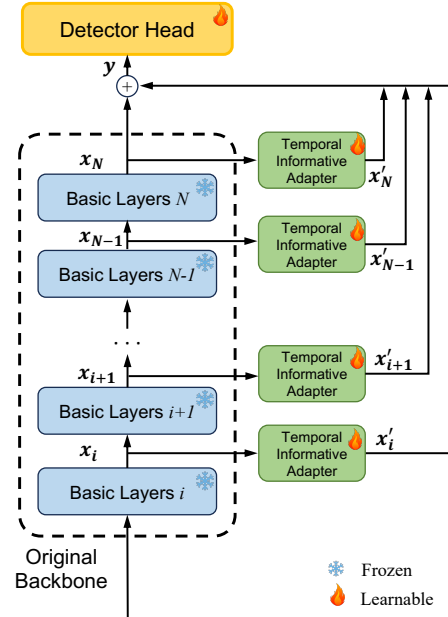 Detector Head
y
+
x_N
Temporal
Informative
Adapter
x'_N
Basic Layers N
x_{N-1}
Temporal
Informative
Adapter
x'_{N-1}
Basic Layers N-1
...
x_{i+1}
Temporal
Informative
Adapter
x'_{i+1}
Basic Layers i+1
x_i
Temporal
Informative
Adapter
x'_i
Basic Layers i
Original
Backbone
Frozen
Learnable